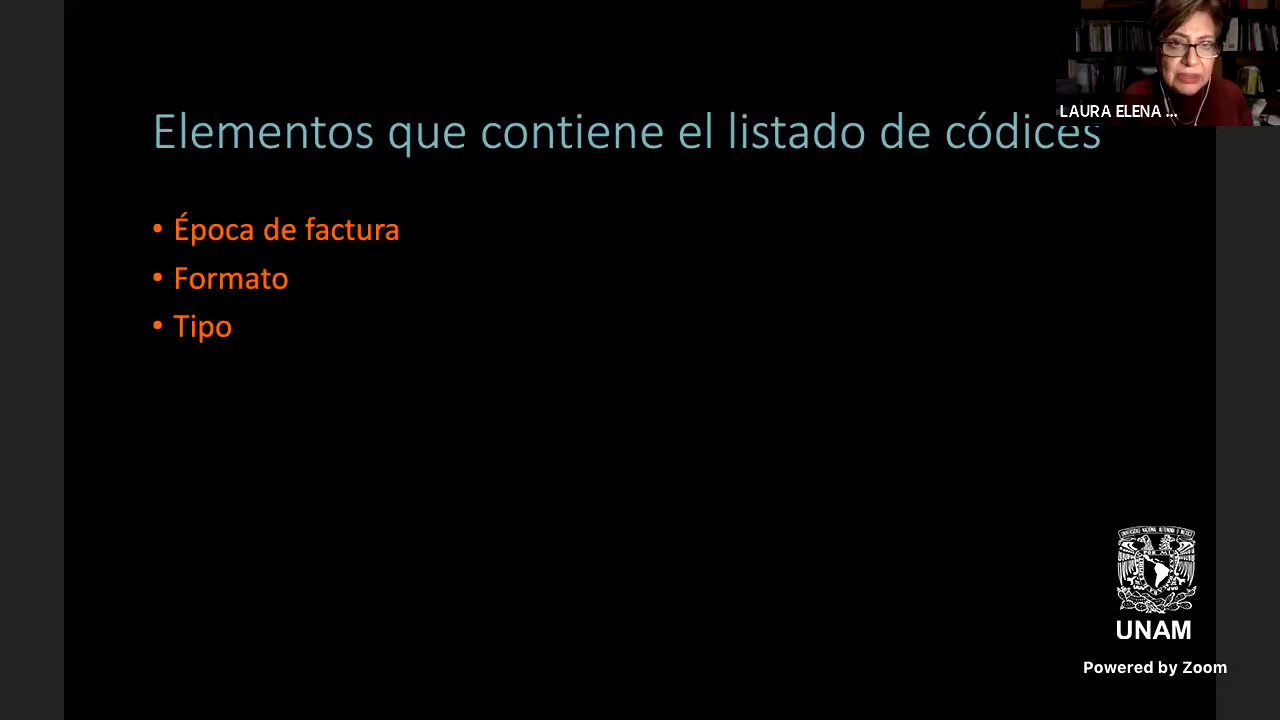 LAURA ELENA ...
Elementos que contiene el listado de códices
• Época de factura
• Formato
• Tipo
UNAM
Powered by Zoom